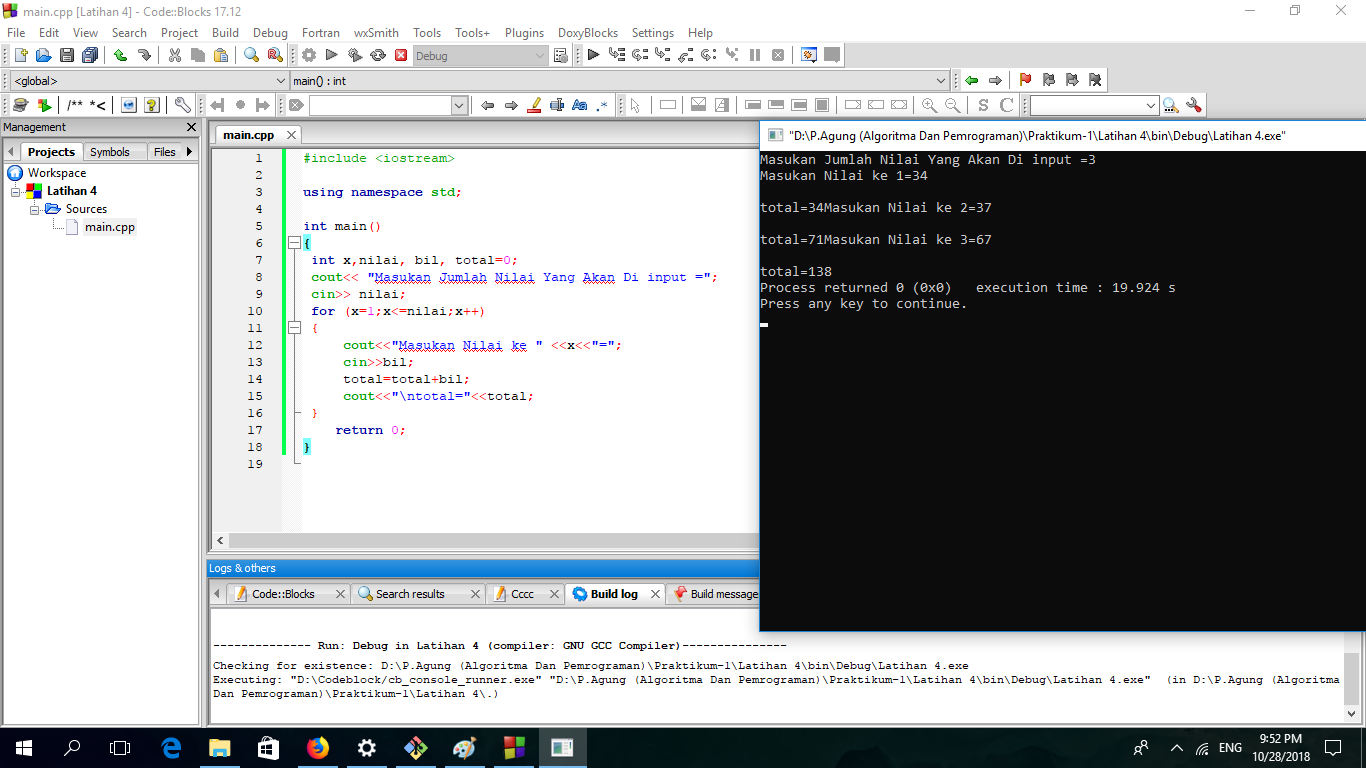 main.cpp [Latihan 4] - Code::Blocks 17.12
File Edit View Search Project Build Debug Fortran wxSmith Tools Tools+ Plugins DoxyBlocks Settings Help
Debug
<global> main() : int
/** *< Aa .* S C
Management
Projects Symbols Files
Workspace
Latihan 4
Sources
main.cpp
main.cpp
1 #include <iostream>
2
3 using namespace std;
4
5 int main()
6 {
7 int x,nilai, bil, total=0;
8 cout<< "Masukan Jumlah Nilai Yang Akan Di input =";
9 cin>> nilai;
10 for (x=1;x<=nilai;x++)
11 {
12 cout<<"Masukan Nilai ke " <<x<<"=";
13 cin>>bil;
14 total=total+bil;
15 cout<<"\ntotal="<<total;
16 }
17 return 0;
18 }
19
"D:\P.Agung (Algoritma Dan Pemrograman)\Praktikum-1\Latihan 4\bin\Debug\Latihan 4.exe"
Masukan Jumlah Nilai Yang Akan Di input =3
Masukan Nilai ke 1=34
total=34Masukan Nilai ke 2=37
total=71Masukan Nilai ke 3=67
total=138
Process returned 0 (0x0) execution time : 19.924 s
Press any key to continue.
Logs & others
Code::Blocks Search results Cccc Build log Build message
-------------- Run: Debug in Latihan 4 (compiler: GNU GCC Compiler)---------------
Checking for existence: D:\P.Agung (Algoritma Dan Pemrograman)\Praktikum-1\Latihan 4\bin\Debug\Latihan 4.exe
Executing: "D:\Codeblock/cb_console_runner.exe" "D:\P.Agung (Algoritma Dan Pemrograman)\Praktikum-1\Latihan 4\bin\Debug\Latihan 4.exe" (in D:\P.Agung (Algoritma
Dan Pemrograman)\Praktikum-1\Latihan 4\.)
ENG
9:52 PM
10/28/2018